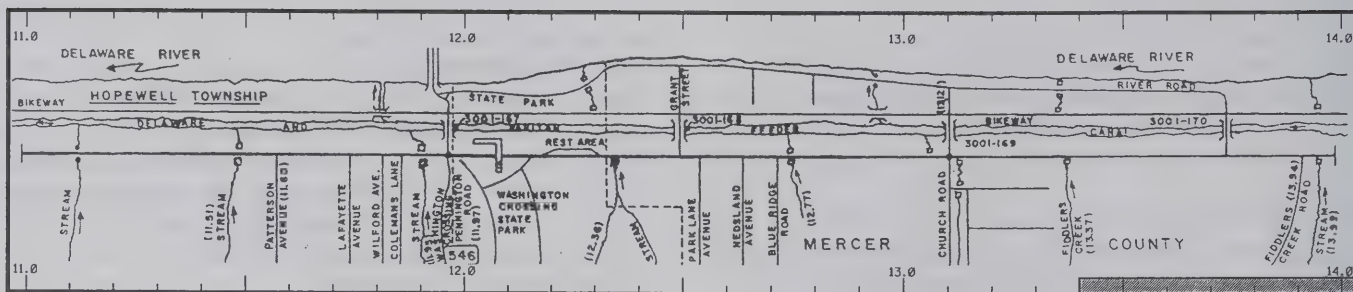 11.0 12.0 13.0 14.0
DELAWARE RIVER
DELAWARE RIVER
HOPEWELL TOWNSHIP
STATE PARK
GRANT STREET
(13.12)
RIVER ROAD
BIKEWAY
BIKEWAY
DELAWARE AND RARITAN FEEDER CANAL
3001-167
3001-168
3001-169
3001-170
REST AREA
STREAM
(11.51) STREAM
PATTERSON AVENUE (11.60)
LAFAYETTE AVENUE
WILFORD AVE.
COLEMANS LANE
STREAM
WASHINGTON CROSSING
PENNINGTON ROAD (11.97)
546
WASHINGTON
CROSSING
STATE
PARK
(12.36)
STREAM
PARK LANE AVENUE
NEDSLAND AVENUE
BLUE RIDGE ROAD
(12.77)
MERCER COUNTY
CHURCH ROAD
FIDDLERS CREEK (13.37)
FIDDLERS CREEK ROAD (13.94)
STREAM (13.99)
11.0 12.0 13.0 14.0